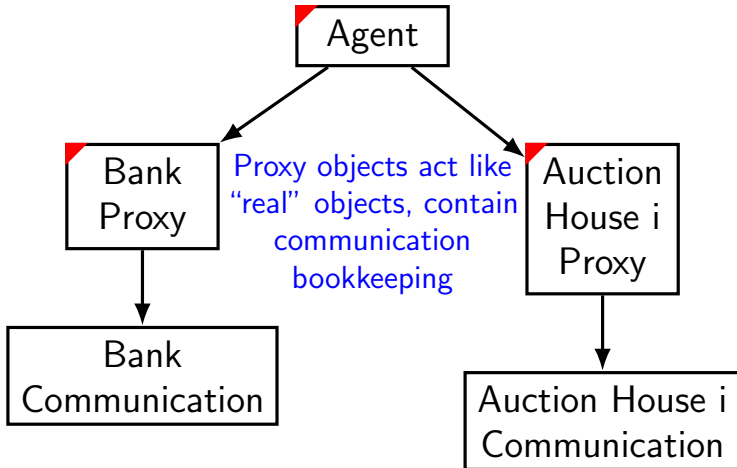 Agent
Bank
Proxy
Proxy objects act like
“real” objects, contain
communication
bookkeeping
Auction
House i
Proxy
Bank
Communication
Auction House i
Communication